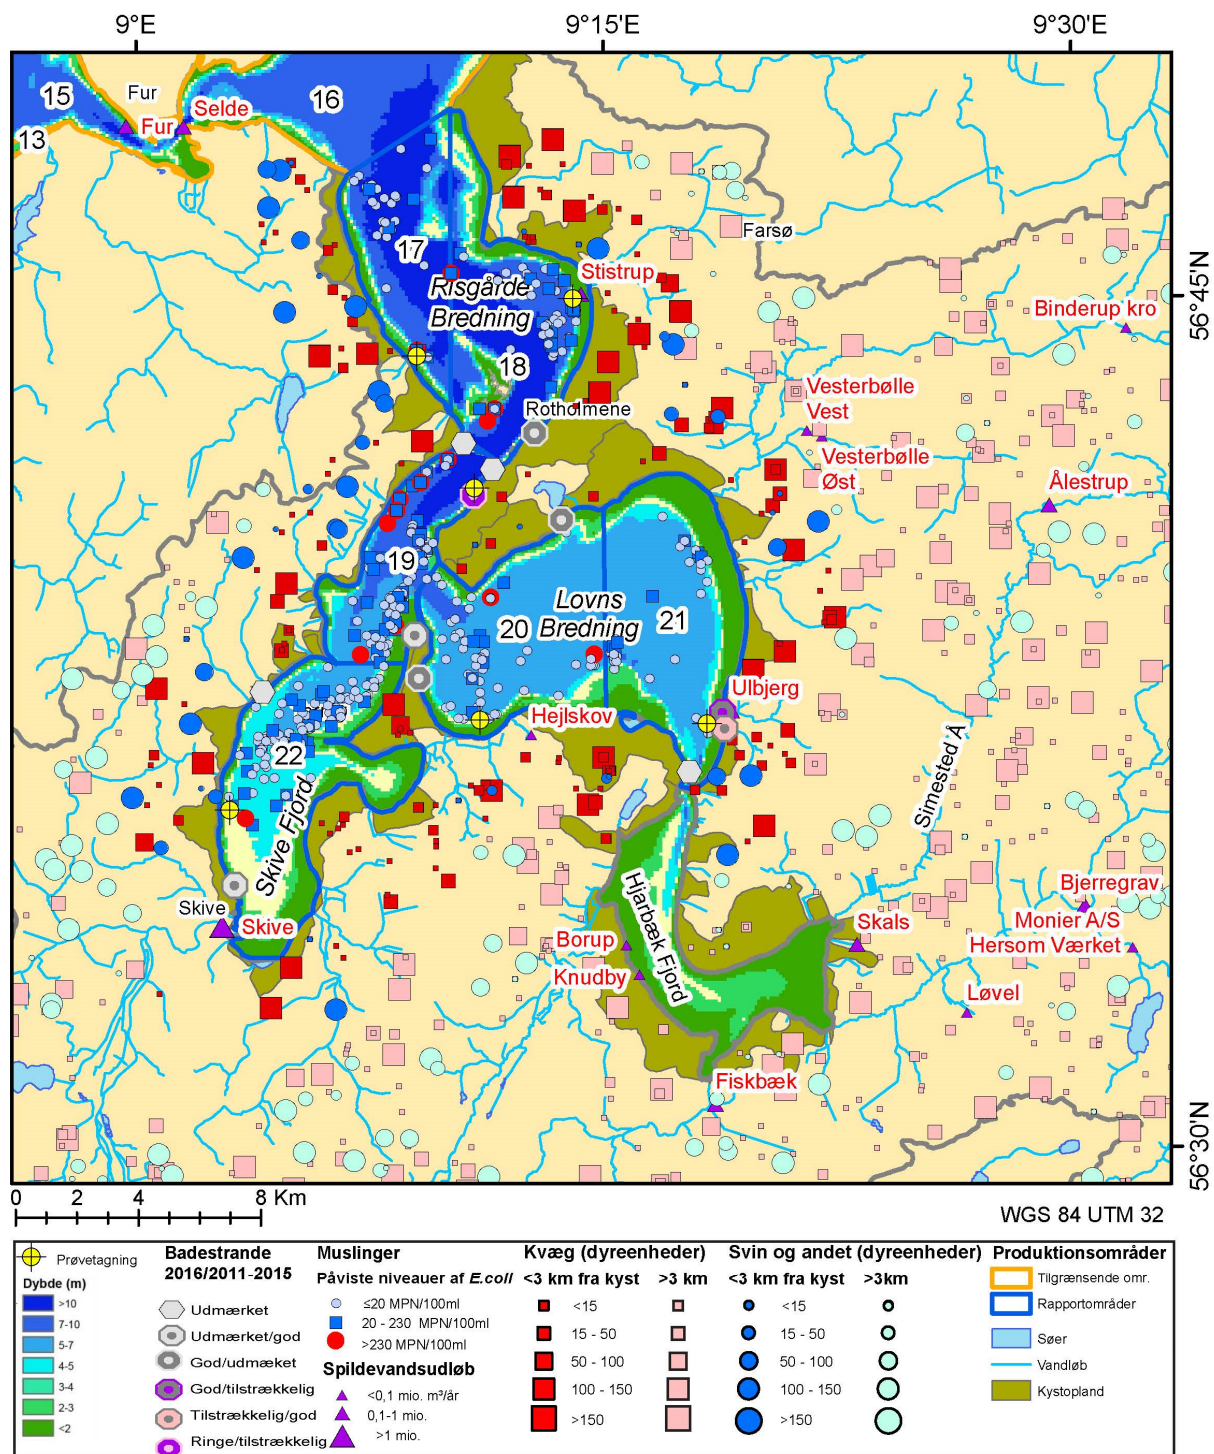 9°E 9°15'E 9°30'E
15
Fur
Selde
16
Fur
13
17
Farsø
Stistrup
Risgårde
Bredning
56°45'N
Binderup kro
18
Vesterbølle
Vest
Rotholmene
Vesterbølle
Øst
Ålestrup
19
Lovns
Bredning
20
21
Ulbjerg
Hejlskov
22
Simested Å
Skive Fjord
Hjarbæk Fjord
Bjerregrav
Skive
Skive
Skals
Monier A/S
Borup
Hersom Værket
Knudby
Løvel
Fiskbæk
56°30'N
0 2 4 8 Km
WGS 84 UTM 32
Prøvetagning
Dybde (m)
>10
7-10
5-7
4-5
3-4
2-3
<2
Badestrande
2016/2011-2015
Udmærket
Udmærket/god
God/udmæket
God/tilstrækkelig
Tilstrækkelig/god
Ringe/tilstrækkelig
Muslinger
Påviste niveauer af E.coli
≤20 MPN/100ml
20 - 230 MPN/100ml
>230 MPN/100ml
Spildevandsudløb
<0,1 mio. m³/år
0,1-1 mio.
>1 mio.
Kvæg (dyreenheder)
<3 km fra kyst >3 km
<15
15 - 50
50 - 100
100 - 150
>150
Svin og andet (dyreenheder)
<3 km fra kyst >3km
<15
15 - 50
50 - 100
100 - 150
>150
Produktionsområder
Tilgrænsende omr.
Rapportområder
Søer
Vandløb
Kystopland